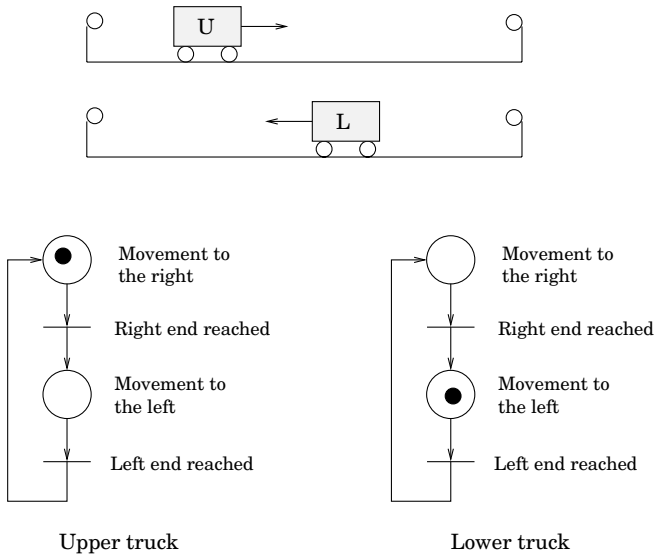 U
L
Movement to
the right
Right end reached
Movement to
the left
Left end reached
Upper truck
Movement to
the right
Right end reached
Movement to
the left
Left end reached
Lower truck